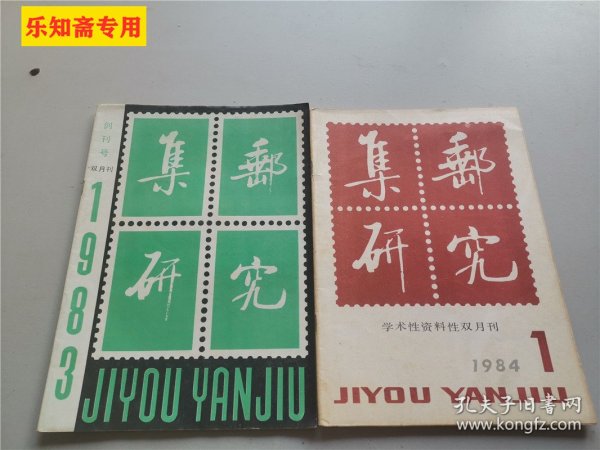 乐知斋专用
创刊号
双月刊
1983
集邮
研究
JIYOU YANJIU
集邮
研究
学术性资料性双月刊
1984 1
JIYOU YANJIU
孔夫子旧书网
www.kongfz.com